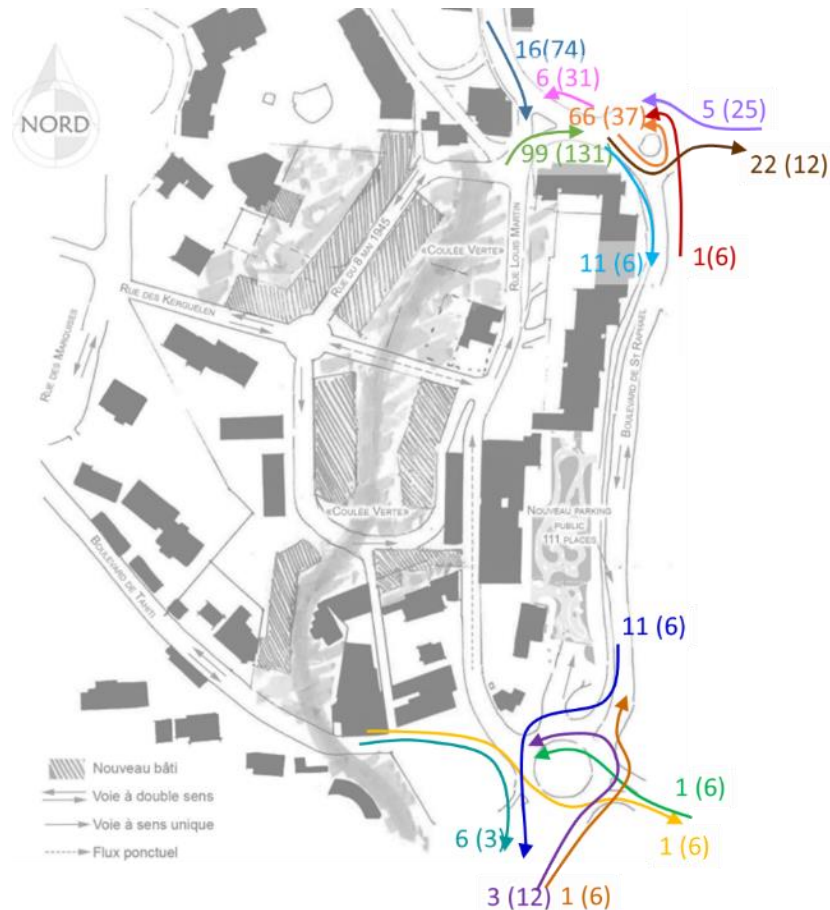 16(74)
6 (31)
NORD
66 (37)
5 (25)
99 (131)
22 (12)
RUE DU 8 MAI 1945
«COULÉE VERTE»
RUE LOUIS MARTIN
11 (6)
1(6)
RUE DES KERGUELEN
RUE DES MARQUISES
BOULEVARD DE ST RAPHAEL
«COULÉE VERTE»
NOUVEAU PARKING
PUBLIC
111 PLACES
BOULEVARD DE TANTI
11 (6)
Nouveau bâti
Voie à double sens
Voie à sens unique
Flux ponctuel
1 (6)
6 (3)
1 (6)
3 (12)
1 (6)